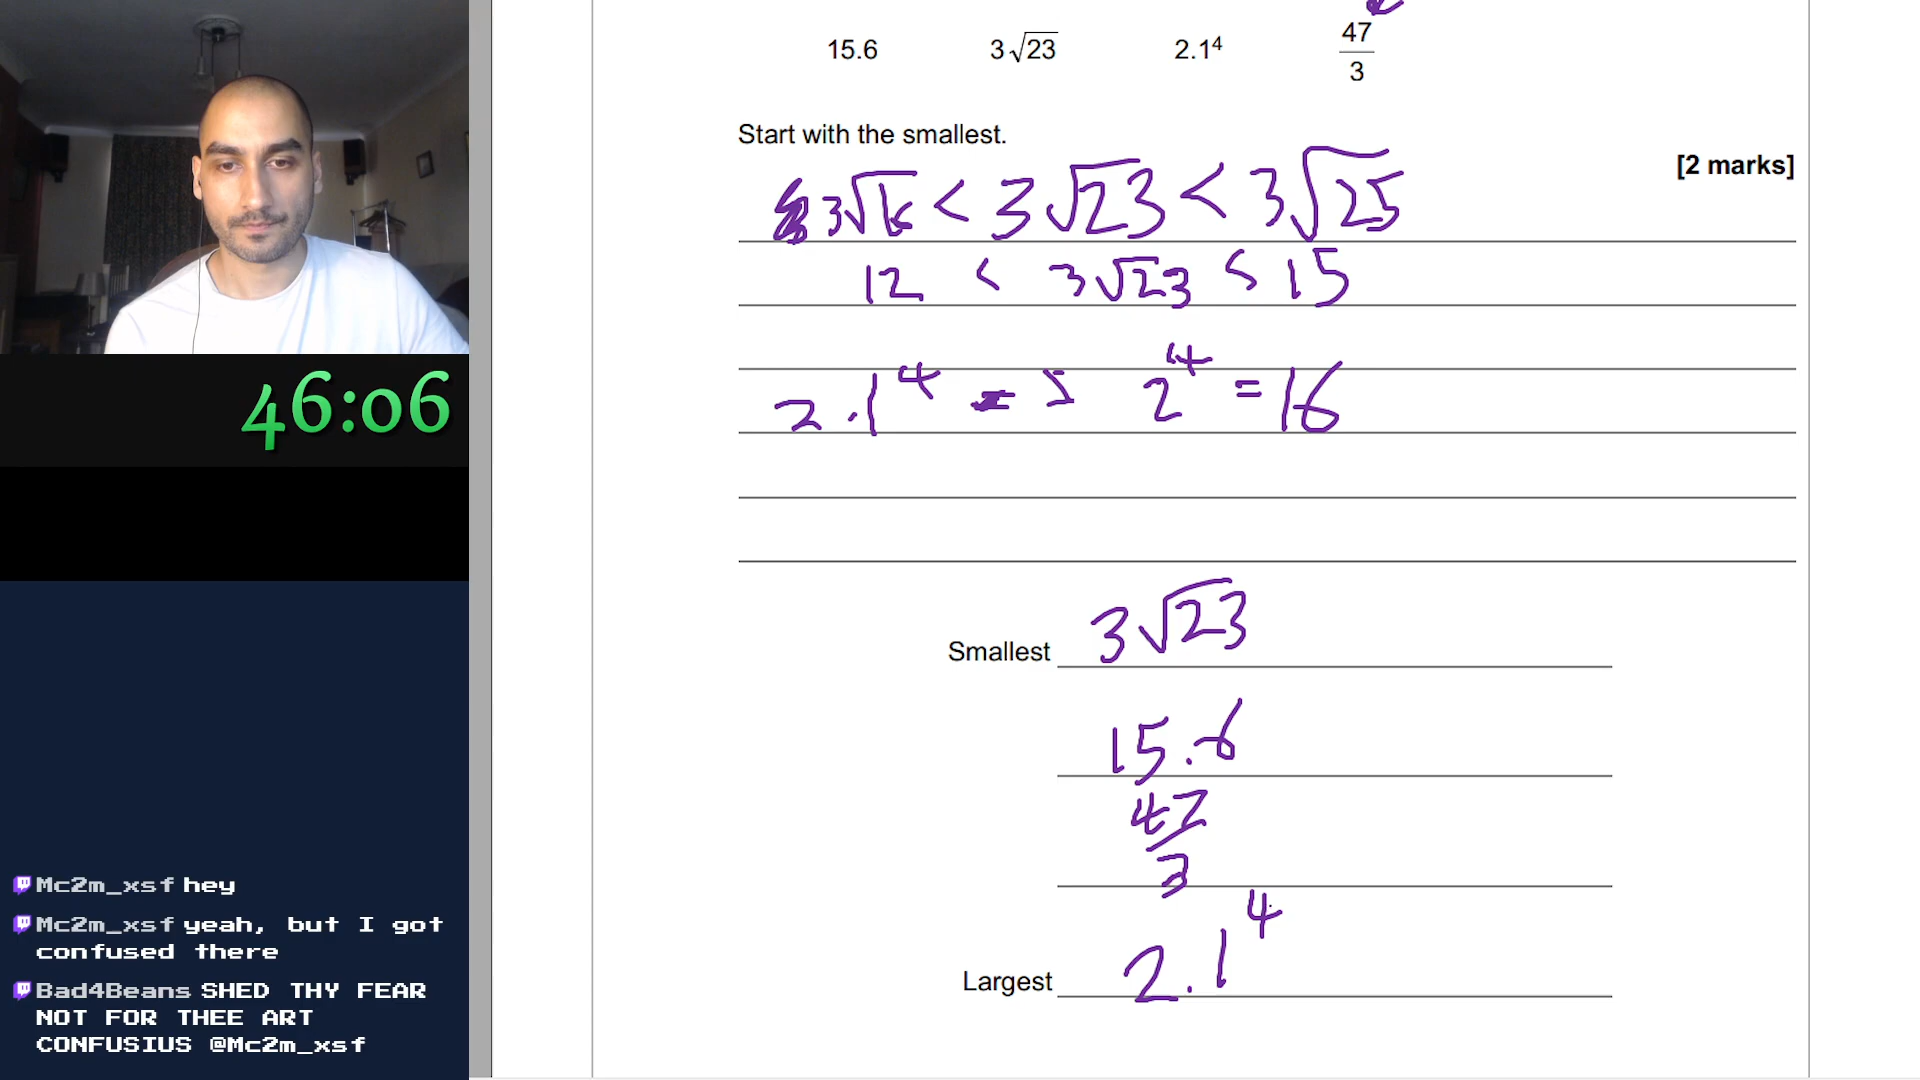 15.6 3√23 2.1⁴ 47/3
Start with the smallest.
[2 marks]
3√16 < 3√23 < 3√25
12 < 3√23 < 15
2.1⁴ 2⁴ = 16
Smallest 3√23
15.6
47/3
Largest 2.1⁴
46:06
Mc2m_xsf hey
Mc2m_xsf yeah, but I got
confused there
Bad4Beans SHED THY FEAR
NOT FOR THEE ART
CONFUSIUS @Mc2m_xsf